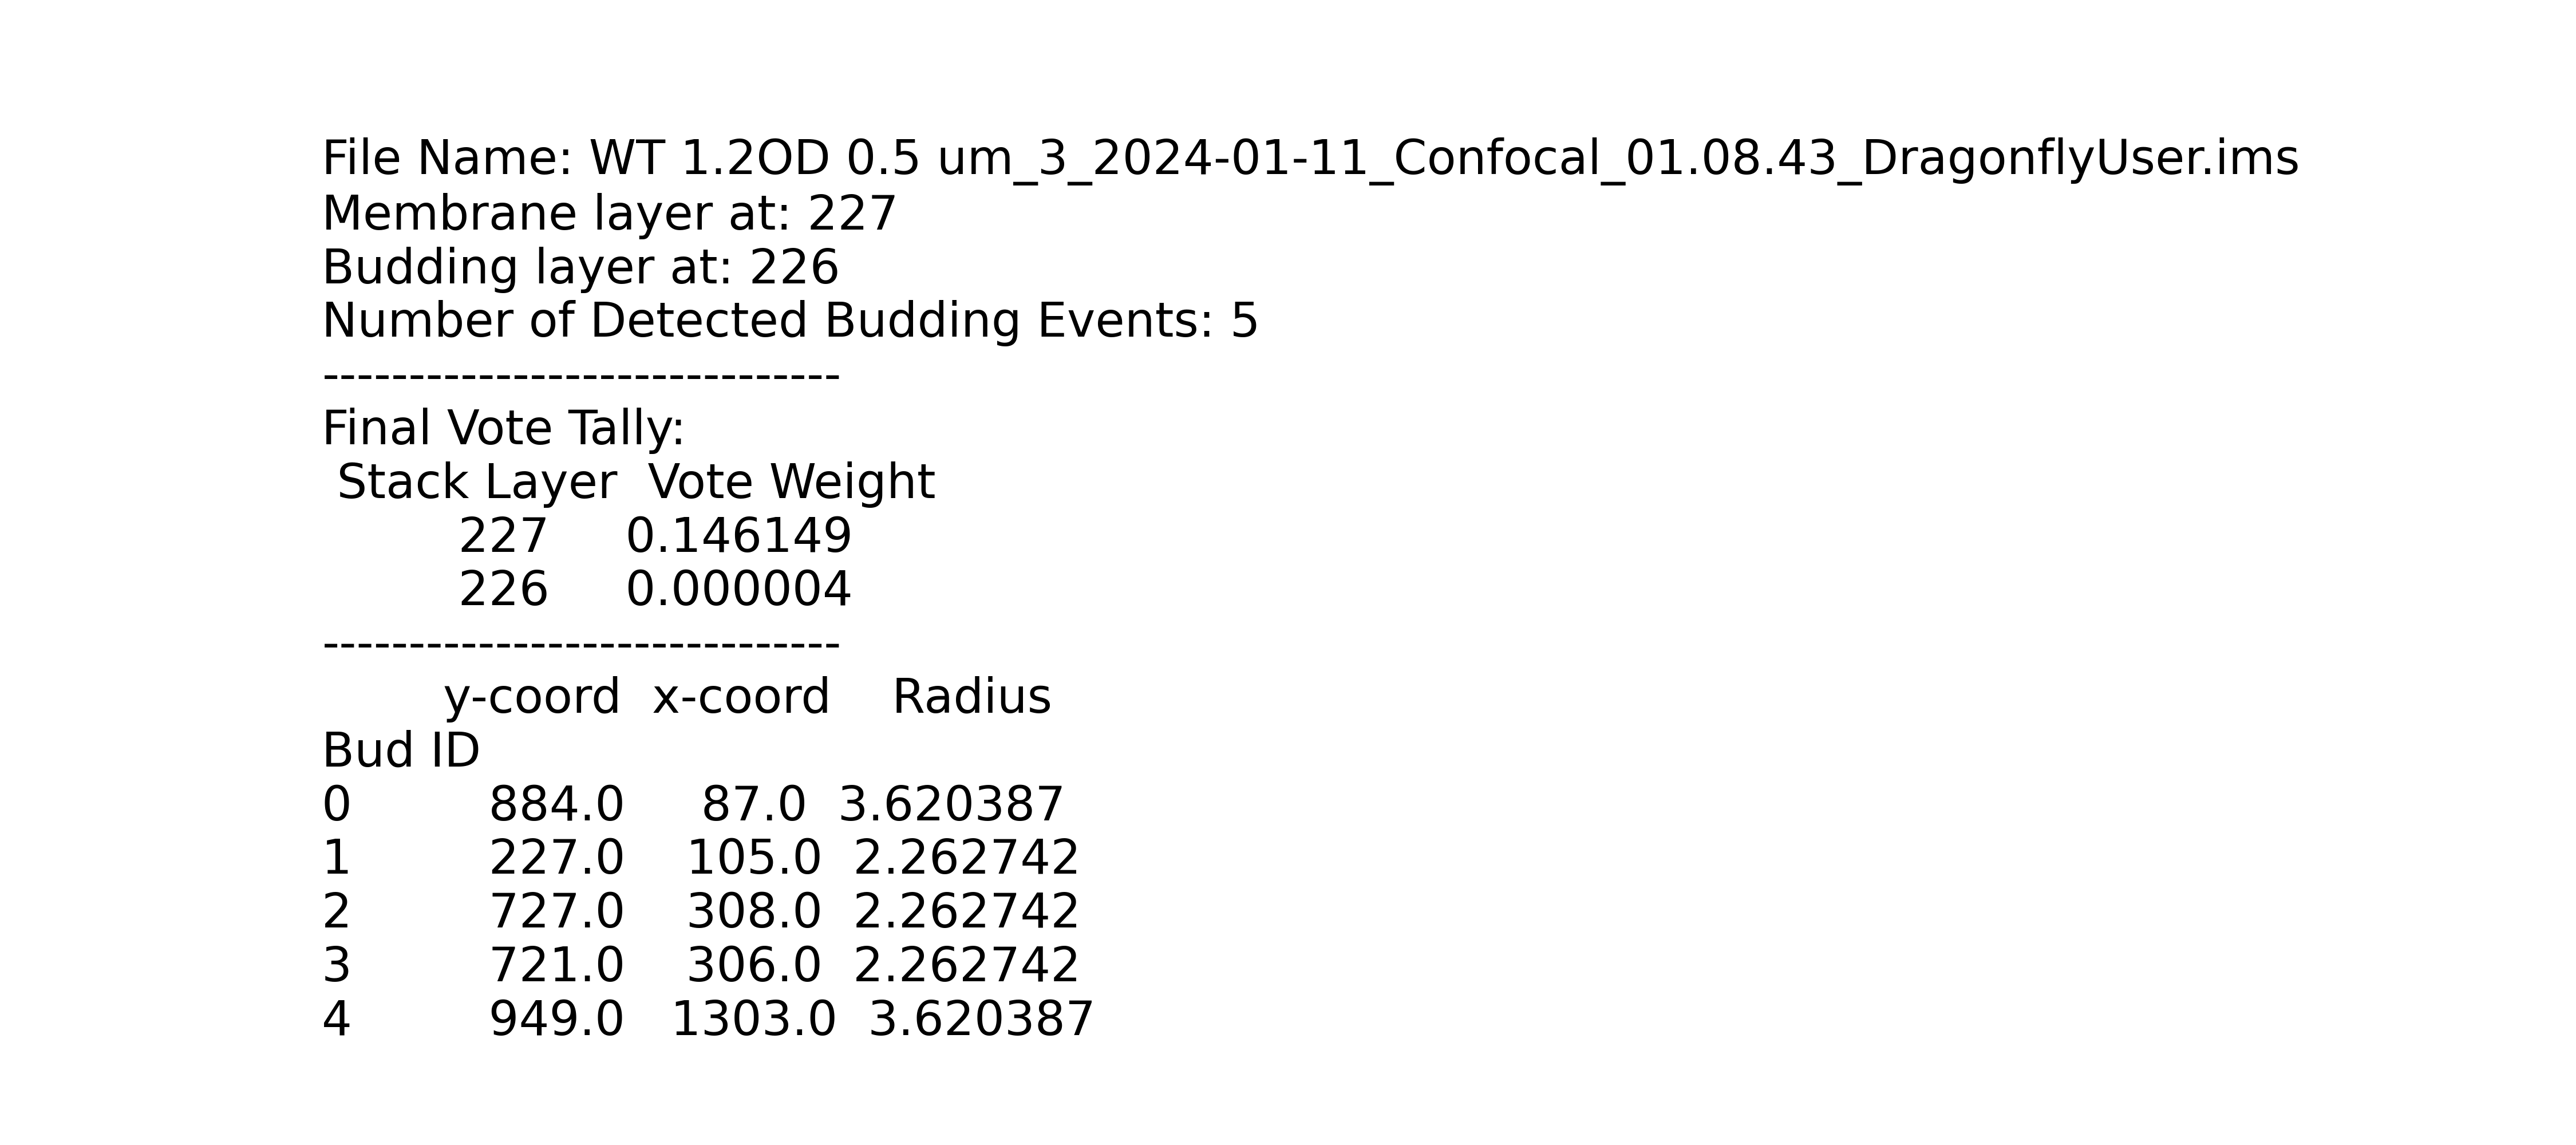 File Name: WT 1.2OD 0.5 um_3_2024-01-11_Confocal_01.08.43_DragonflyUser.ims
Membrane layer at: 227
Budding layer at: 226
Number of Detected Budding Events: 5
------------------------------
Final Vote Tally:
Stack Layer  Vote Weight
227     0.146149
226     0.000004
------------------------------
y-coord  x-coord    Radius
Bud ID
0         884.0     87.0  3.620387
1         227.0    105.0  2.262742
2         727.0    308.0  2.262742
3         721.0    306.0  2.262742
4         949.0   1303.0  3.620387